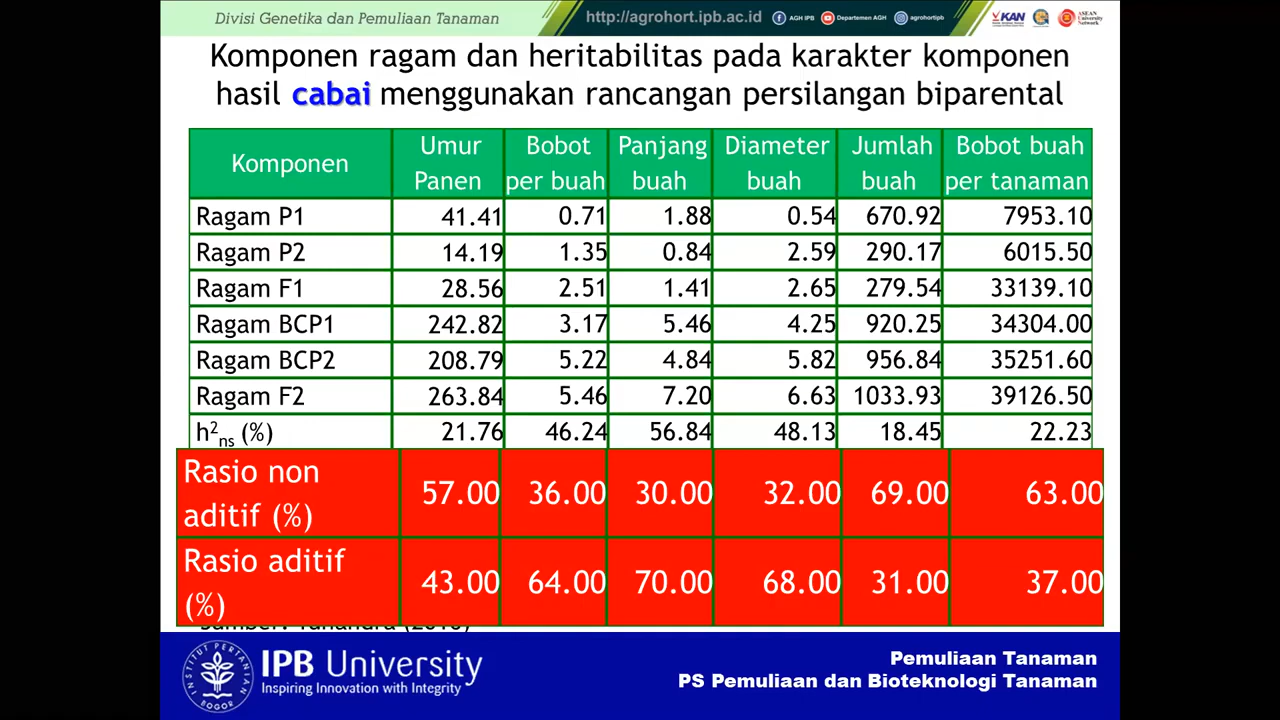 Divisi Genetika dan Pemuliaan Tanaman
http://agrohort.ipb.ac.id AGH IPB Departemen AGH agrohortipb
KAN ASEAN University Network
Komponen ragam dan heritabilitas pada karakter komponen
hasil cabai menggunakan rancangan persilangan biparental
Komponen Umur Panen Bobot per buah Panjang buah Diameter buah Jumlah buah Bobot buah per tanaman
Ragam P1 41.41 0.71 1.88 0.54 670.92 7953.10
Ragam P2 14.19 1.35 0.84 2.59 290.17 6015.50
Ragam F1 28.56 2.51 1.41 2.65 279.54 33139.10
Ragam BCP1 242.82 3.17 5.46 4.25 920.25 34304.00
Ragam BCP2 208.79 5.22 4.84 5.82 956.84 35251.60
Ragam F2 263.84 5.46 7.20 6.63 1033.93 39126.50
h²ns (%) 21.76 46.24 56.84 48.13 18.45 22.23
Rasio non aditif (%) 57.00 36.00 30.00 32.00 69.00 63.00
Rasio aditif (%) 43.00 64.00 70.00 68.00 31.00 37.00
IPB University
Inspiring Innovation with Integrity
INSTITUT PERTANIAN
BOGOR
Pemuliaan Tanaman
PS Pemuliaan dan Bioteknologi Tanaman